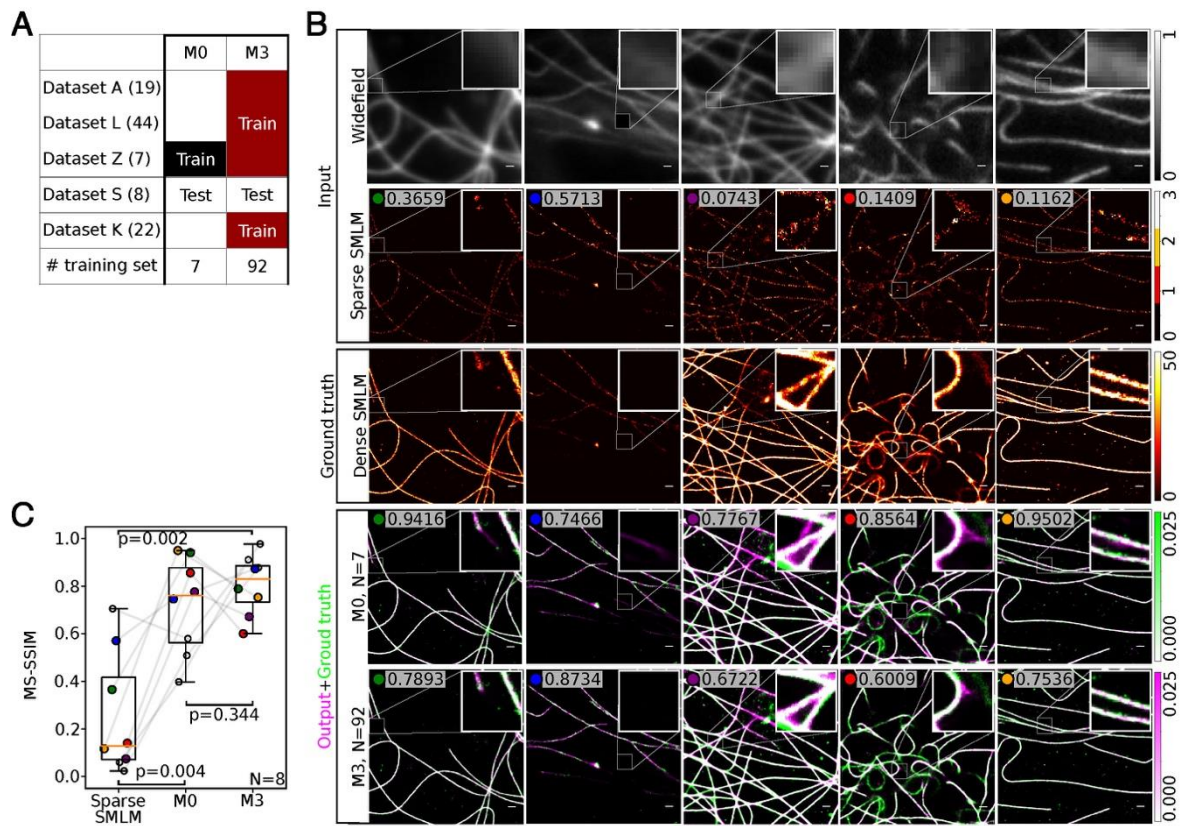 A
M0 M3
Dataset A (19)
Dataset L (44) Train
Dataset Z (7) Train
Dataset S (8) Test Test
Dataset K (22) Train
# training set 7 92
B
Input
Widefield
1
0
Sparse SMLM
0.3659 0.5713 0.0743 0.1409 0.1162
3
2
1
0
Ground truth
Dense SMLM
50
0
Output+Groud truth
M0, N=7
0.9416 0.7466 0.7767 0.8564 0.9502
0.025
0.000
M3, N=92
0.7893 0.8734 0.6722 0.6009 0.7536
0.025
0.000
C
MS-SSIM
1.0
0.8
0.6
0.4
0.2
0.0
p=0.002
p=0.344
p=0.004
N=8
Sparse
SMLM
M0
M3